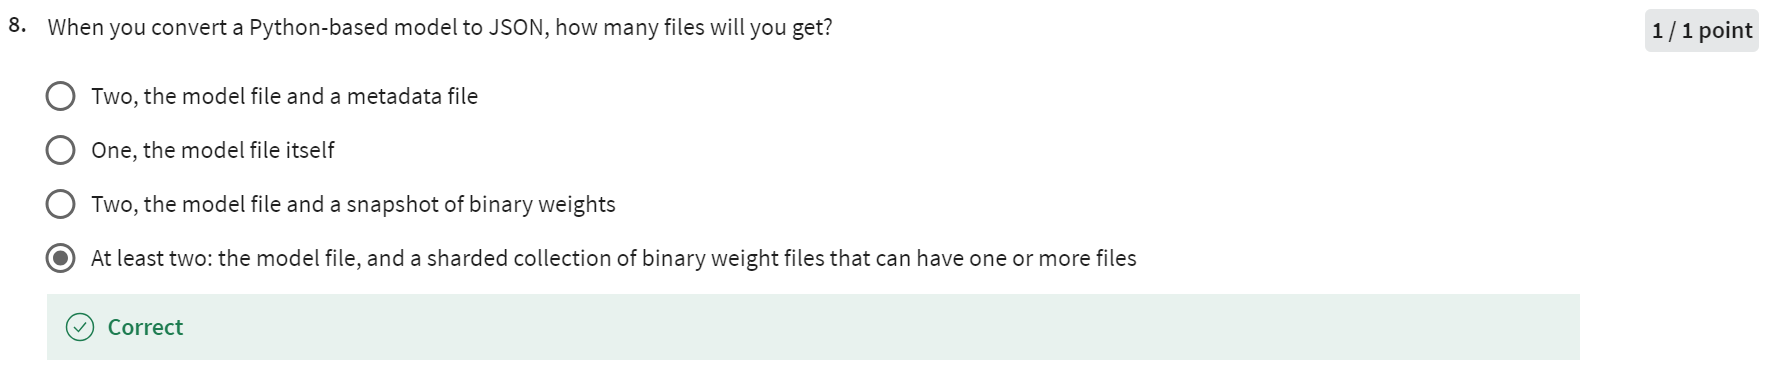 8. When you convert a Python-based model to JSON, how many files will you get?
1 / 1 point
Two, the model file and a metadata file
One, the model file itself
Two, the model file and a snapshot of binary weights
At least two: the model file, and a sharded collection of binary weight files that can have one or more files
Correct